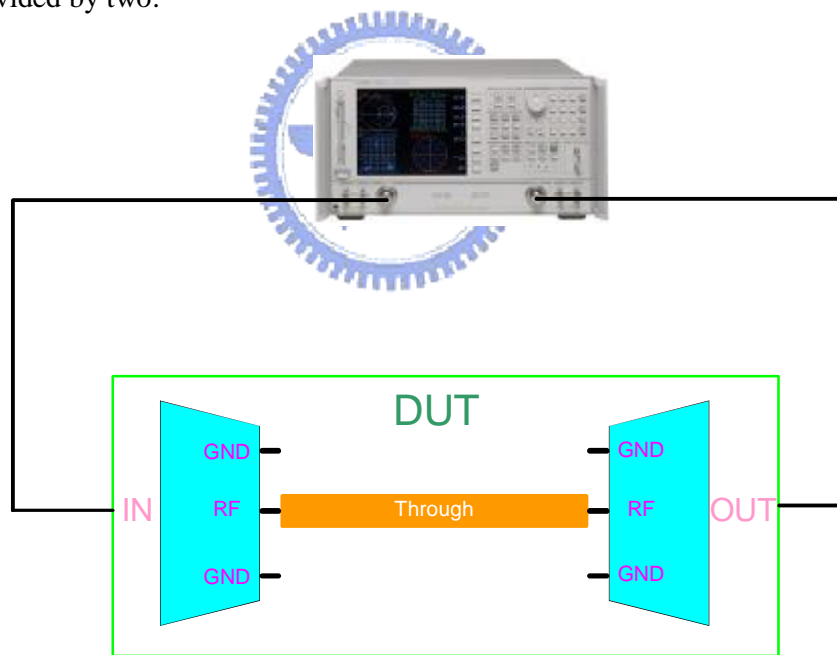 vided by two.
DUT
GND GND
IN RF Through RF OUT
GND GND